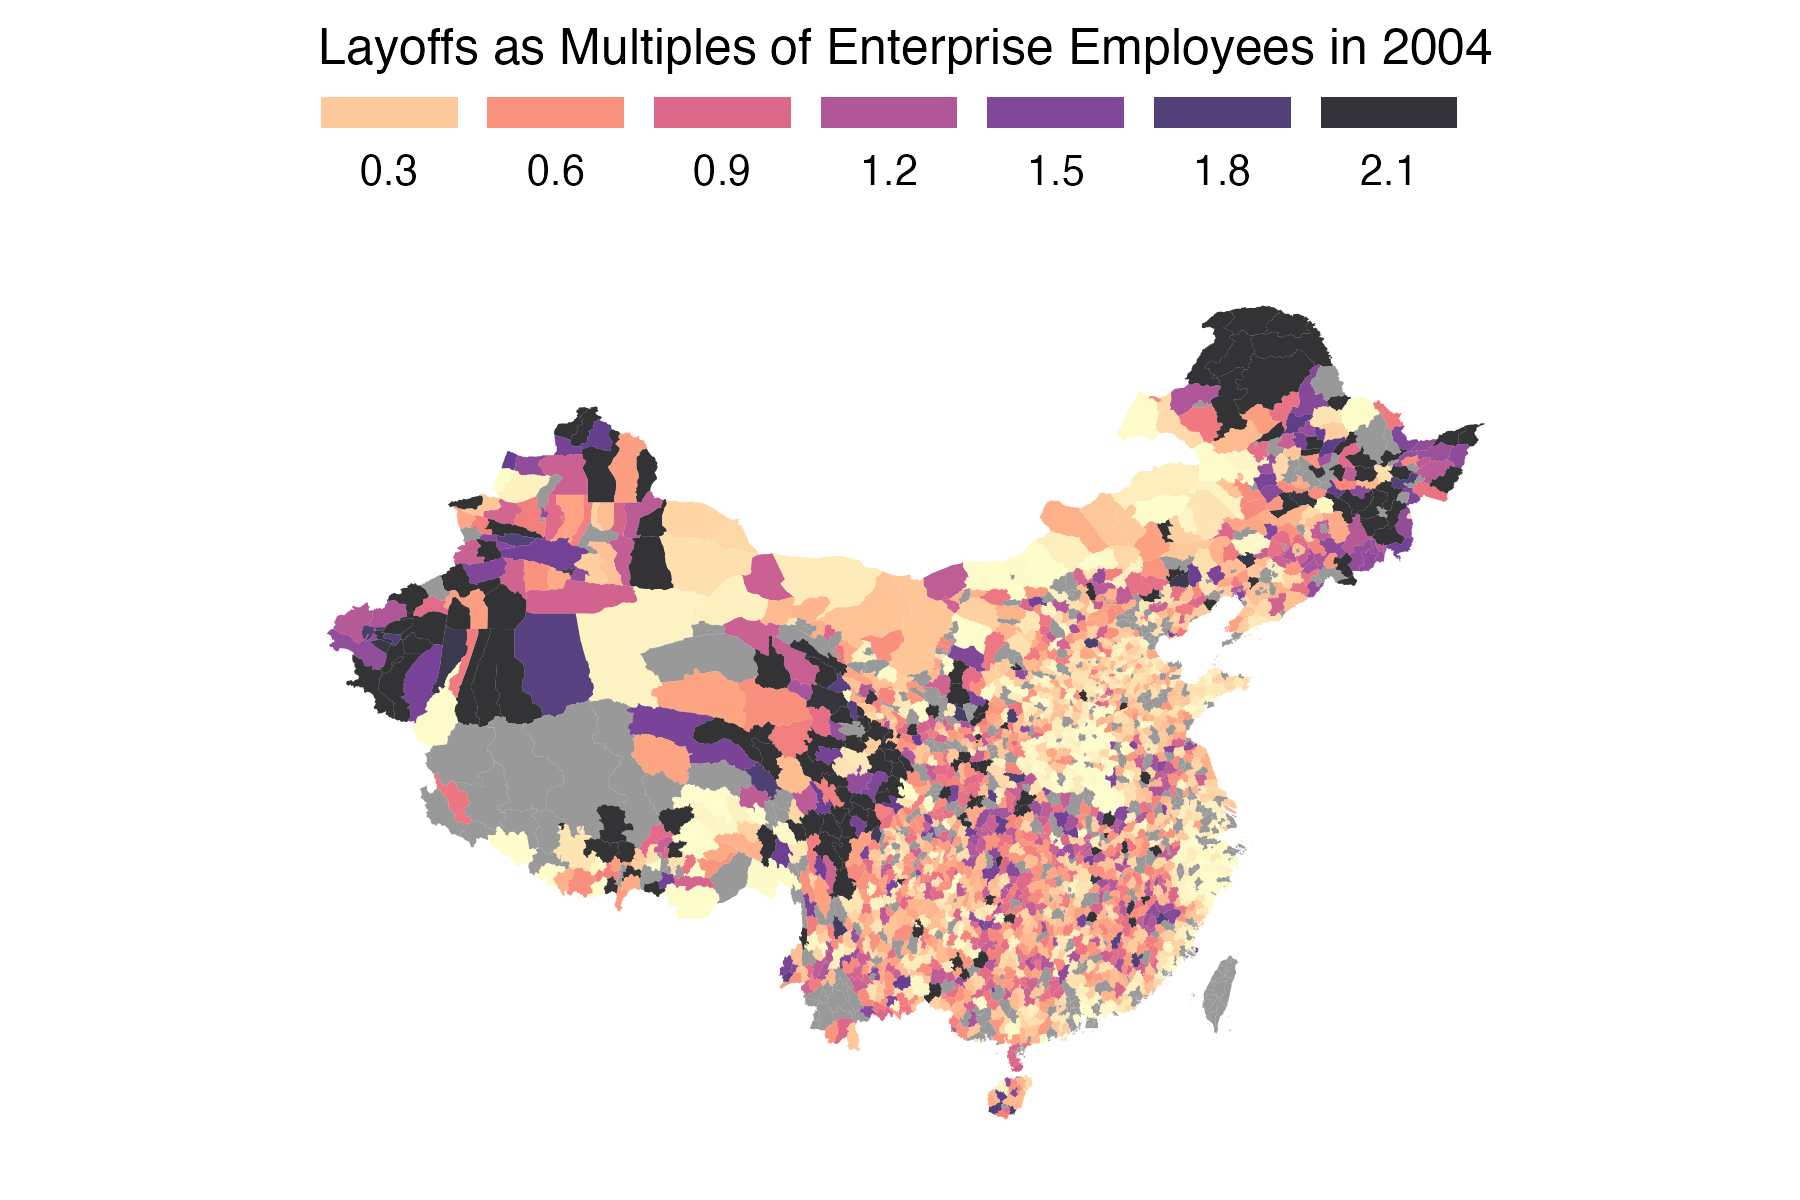 Layoffs as Multiples of Enterprise Employees in 2004
0.3 0.6 0.9 1.2 1.5 1.8 2.1